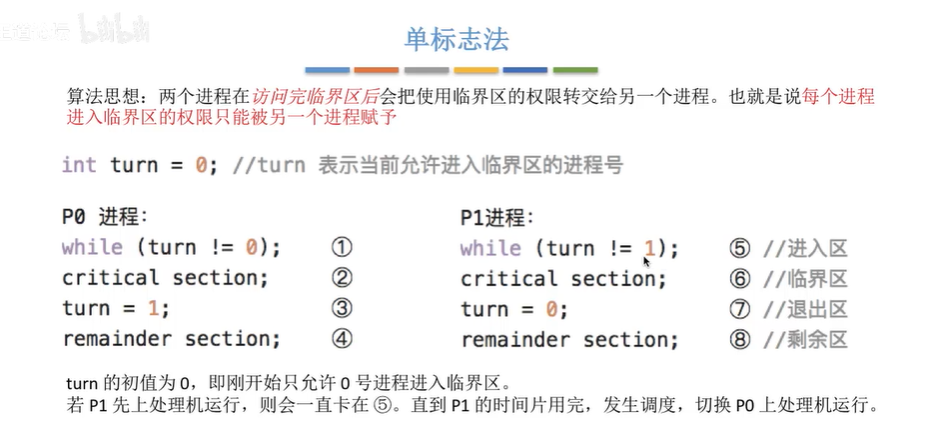 单标志法
算法思想：两个进程在访问完临界区后会把使用临界区的权限转交给另一个进程。也就是说每个进程
进入临界区的权限只能被另一个进程赋予
int turn = 0; //turn 表示当前允许进入临界区的进程号
P0 进程： P1进程：
while (turn != 0); ① while (turn != 1); ⑤ //进入区
critical section; ② critical section; ⑥ //临界区
turn = 1; ③ turn = 0; ⑦ //退出区
remainder section; ④ remainder section; ⑧ //剩余区
turn 的初值为 0，即刚开始只允许 0 号进程进入临界区。
若 P1 先上处理机运行，则会一直卡在 ⑤。直到 P1 的时间片用完，发生调度，切换 P0 上处理机运行。